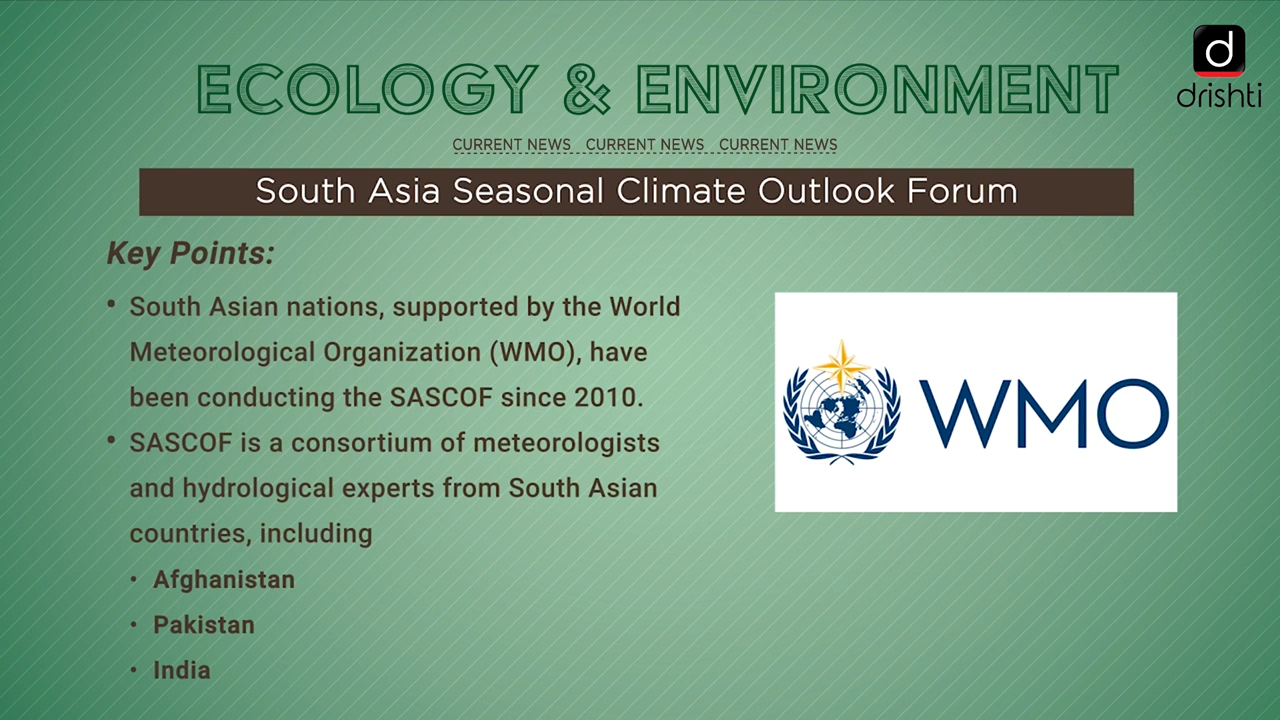 ECOLOGY & ENVIRONMENT
d
drishti
CURRENT NEWS CURRENT NEWS CURRENT NEWS
South Asia Seasonal Climate Outlook Forum
Key Points:
• South Asian nations, supported by the World
Meteorological Organization (WMO), have
been conducting the SASCOF since 2010.
• SASCOF is a consortium of meteorologists
and hydrological experts from South Asian
countries, including
• Afghanistan
• Pakistan
• India
WMO